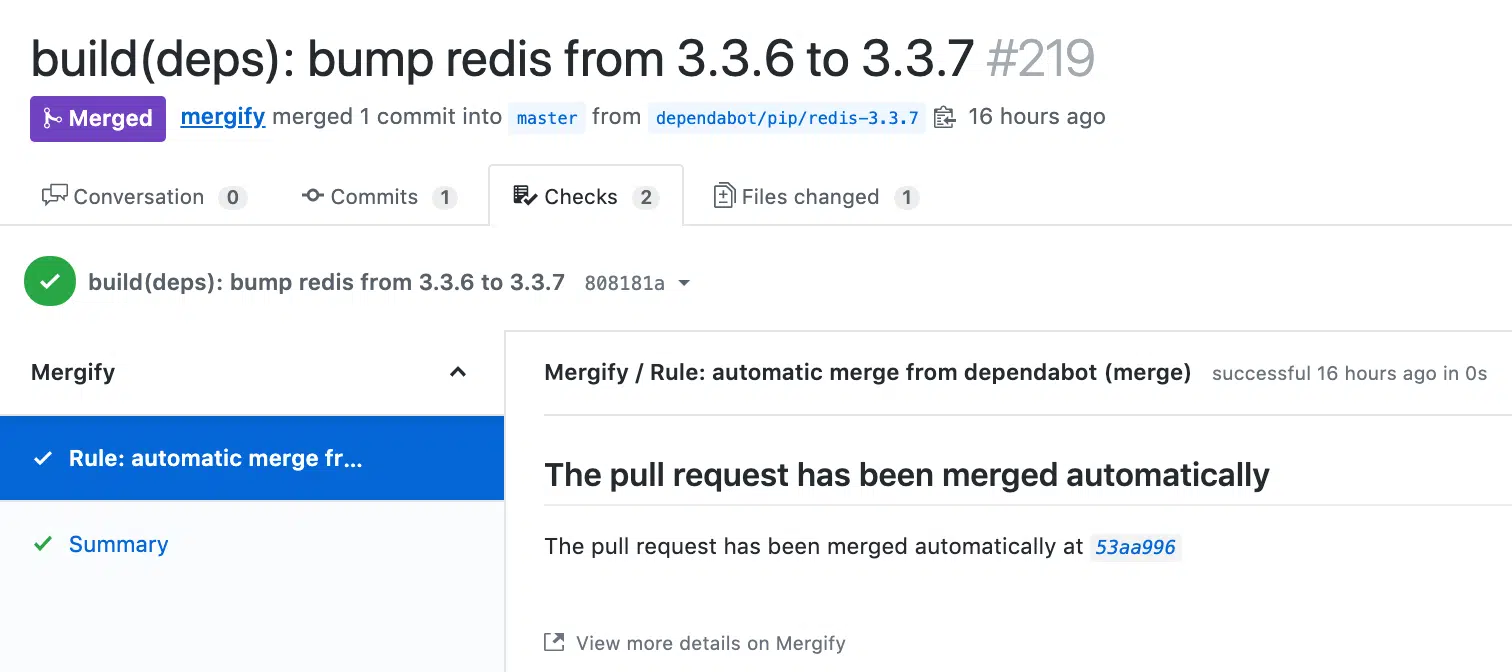 build(deps): bump redis from 3.3.6 to 3.3.7 #219
Merged mergify merged 1 commit into master from dependabot/pip/redis-3.3.7 16 hours ago
Conversation 0 Commits 1 Checks 2 Files changed 1
build(deps): bump redis from 3.3.6 to 3.3.7 808181a
Mergify
Rule: automatic merge fr...
Summary
Mergify / Rule: automatic merge from dependabot (merge) successful 16 hours ago in 0s
The pull request has been merged automatically
The pull request has been merged automatically at 53aa996
View more details on Mergify